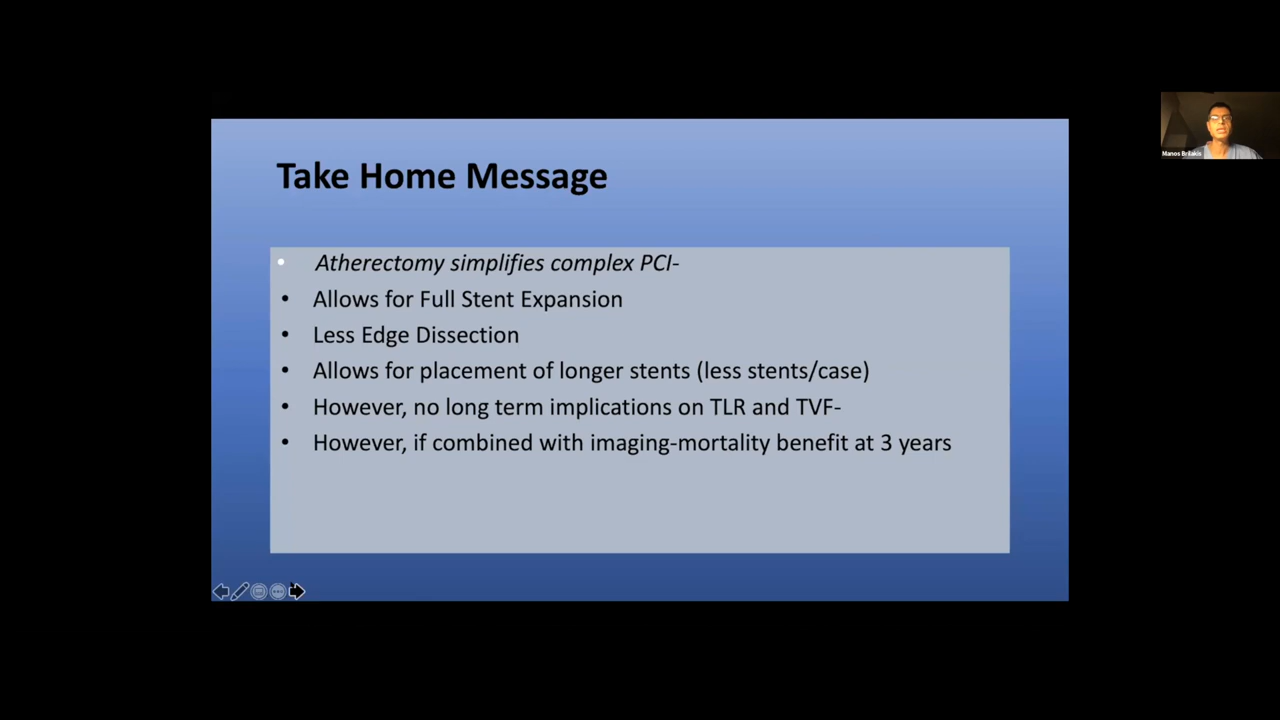 Take Home Message
• Atherectomy simplifies complex PCI-
• Allows for Full Stent Expansion
• Less Edge Dissection
• Allows for placement of longer stents (less stents/case)
• However, no long term implications on TLR and TVF-
• However, if combined with imaging-mortality benefit at 3 years
Manos Brilakis